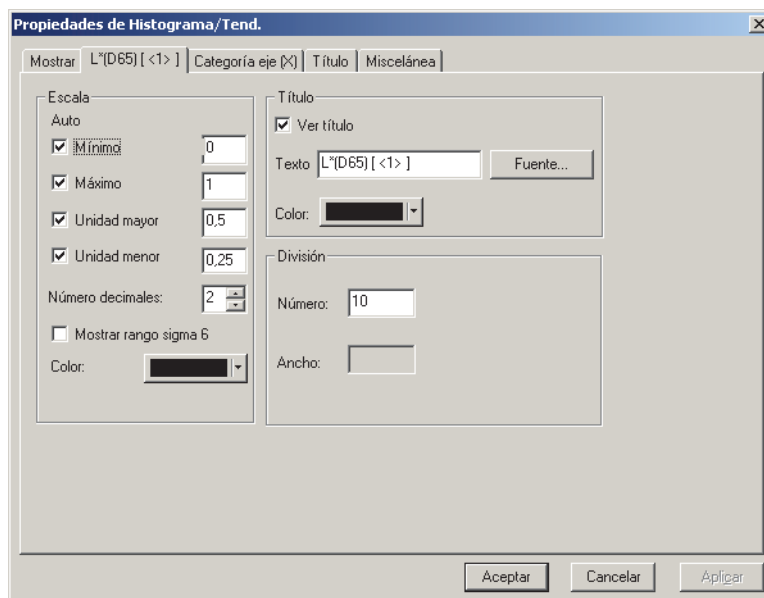 Propiedades de Histograma/Tend.
Mostrar L*(D65) [ <1> ] Categoría eje (X) Título Miscelánea
Escala
Auto
Mínimo 0
Máximo 1
Unidad mayor 0,5
Unidad menor 0,25
Número decimales: 2
Mostrar rango sigma 6
Color:
Título
Ver título
Texto L*(D65) [ <1> ] Fuente...
Color:
División
Número: 10
Ancho:
Aceptar Cancelar Aplicar